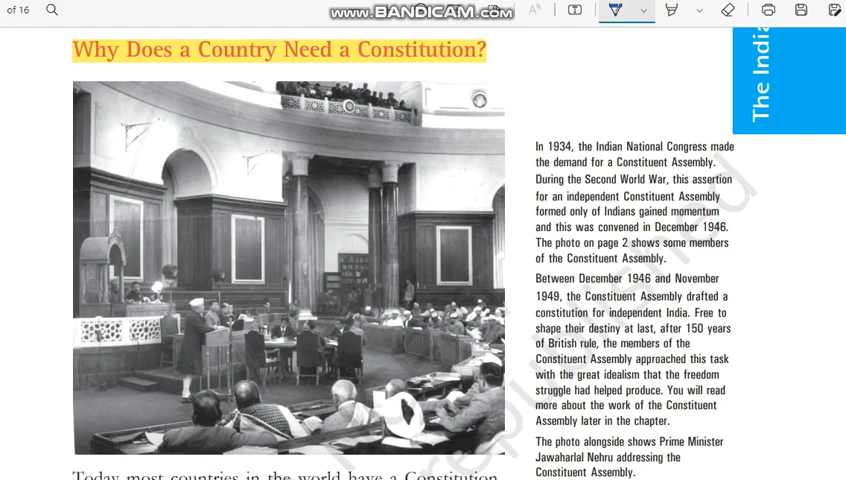 of 16
WWW.BANDICAM.COM
Why Does a Country Need a Constitution?
The India
In 1934, the Indian National Congress made
the demand for a Constituent Assembly.
During the Second World War, this assertion
for an independent Constituent Assembly
formed only of Indians gained momentum
and this was convened in December 1946.
The photo on page 2 shows some members
of the Constituent Assembly.
Between December 1946 and November
1949, the Constituent Assembly drafted a
constitution for independent India. Free to
shape their destiny at last, after 150 years
of British rule, the members of the
Constituent Assembly approached this task
with the great idealism that the freedom
struggle had helped produce. You will read
more about the work of the Constituent
Assembly later in the chapter.
The photo alongside shows Prime Minister
Jawaharlal Nehru addressing the
Constituent Assembly.
Today most countries in the world have a Constitution.
republished